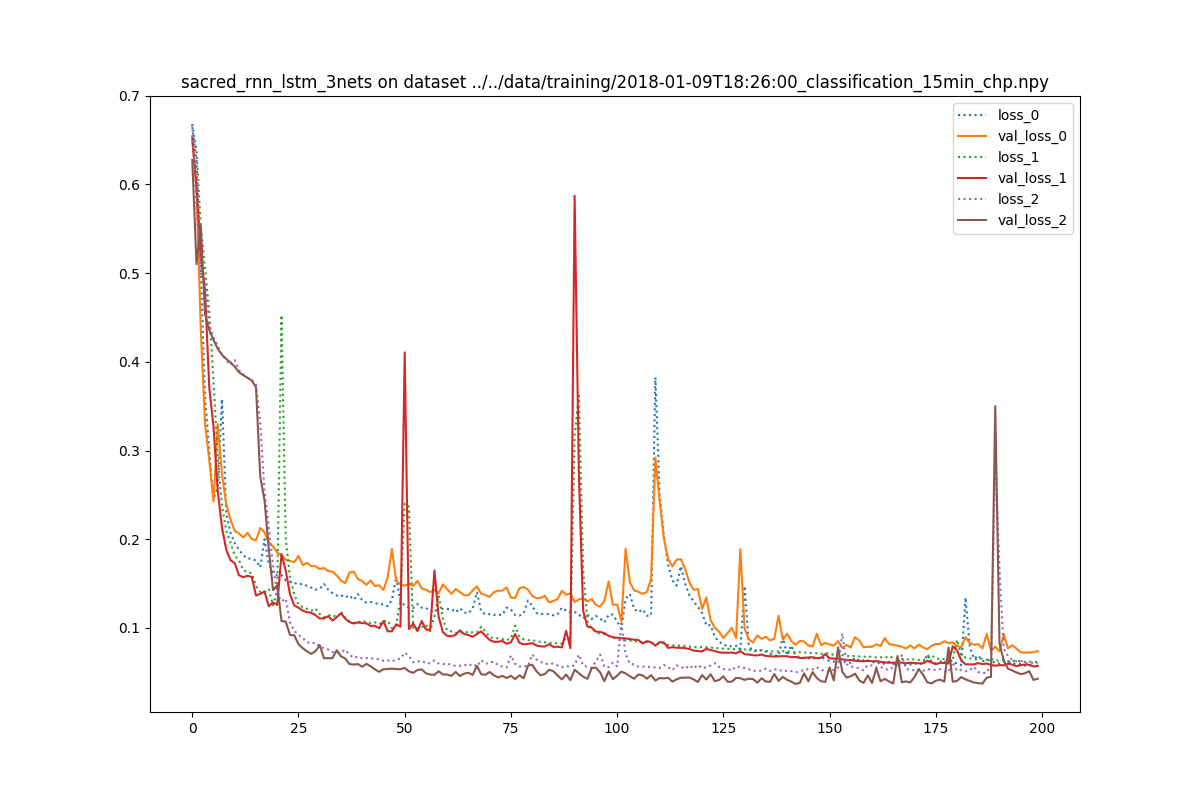 sacred_rnn_lstm_3nets on dataset ../../data/training/2018-01-09T18:26:00_classification_15min_chp.npy
0.7
0.6
0.5
0.4
0.3
0.2
0.1
loss_0
val_loss_0
loss_1
val_loss_1
loss_2
val_loss_2
0 25 50 75 100 125 150 175 200